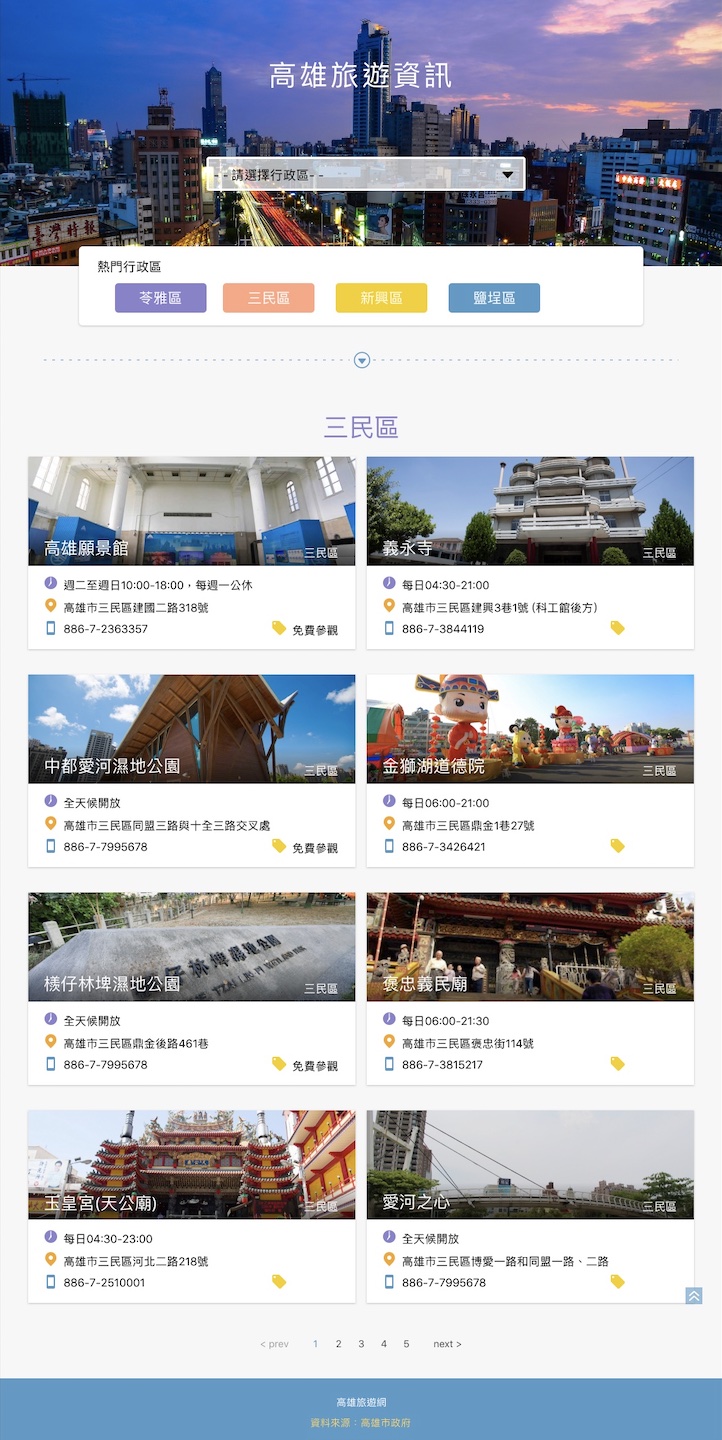 高雄旅遊資訊
- - 請選擇行政區- -
臺灣時報
熱門行政區
苓雅區
三民區
新興區
鹽埕區
三民區
高雄願景館
三民區
週二至週日10:00-18:00，每週一公休
高雄市三民區建國二路318號
886-7-2363357
免費參觀
義永寺
三民區
每日04:30-21:00
高雄市三民區建興3巷1號 (科工館後方)
886-7-3844119
中都愛河濕地公園
三民區
全天候開放
高雄市三民區同盟三路與十全三路交叉處
886-7-7995678
免費參觀
金獅湖道德院
三民區
每日06:00-21:00
高雄市三民區鼎金1巷27號
886-7-3426421
檨仔林埤濕地公園
三民區
全天候開放
高雄市三民區鼎金後路461巷
886-7-7995678
免費參觀
褒忠義民廟
三民區
每日06:00-21:30
高雄市三民區褒忠街114號
886-7-3815217
玉皇宮(天公廟)
三民區
每日04:30-23:00
高雄市三民區河北二路218號
886-7-2510001
愛河之心
三民區
全天候開放
高雄市三民區博愛一路和同盟一路、二路
886-7-7995678
< prev 1 2 3 4 5 next >
高雄旅遊網
資料來源：高雄市政府